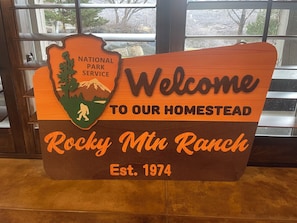 NATIONAL
PARK
SERVICE
Welcome
TO OUR HOMESTEAD
Rocky Mtn Ranch
Est. 1974